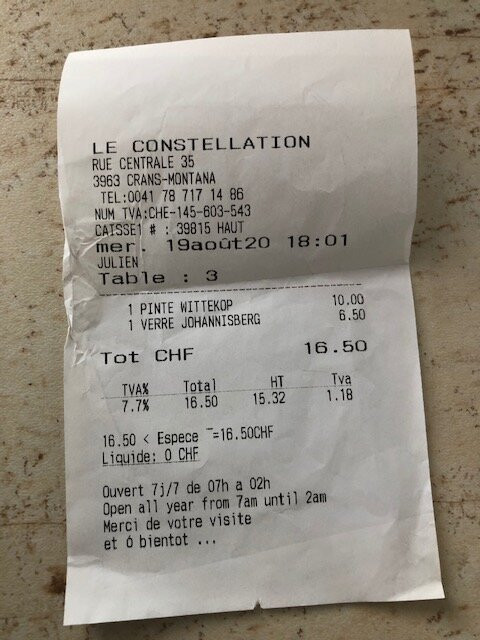 LE CONSTELLATION
RUE CENTRALE 35
3963 CRANS-MONTANA
TEL:0041 78 717 14 86
NUM TVA:CHE-145-603-543
CAISSE1 # : 39815 HAUT
mer. 19août20 18:01
JULIEN
Table : 3
1 PINTE WITTEKOP 10.00
1 VERRE JOHANNISBERG 6.50
Tot CHF 16.50
TVA% Total HT Tva
7.7% 16.50 15.32 1.18
16.50 < Espece ¯=16.50CHF
Liquide: 0 CHF
Ouvert 7j/7 de 07h a 02h
Open all year from 7am until 2am
Merci de votre visite
et ô bientot ...